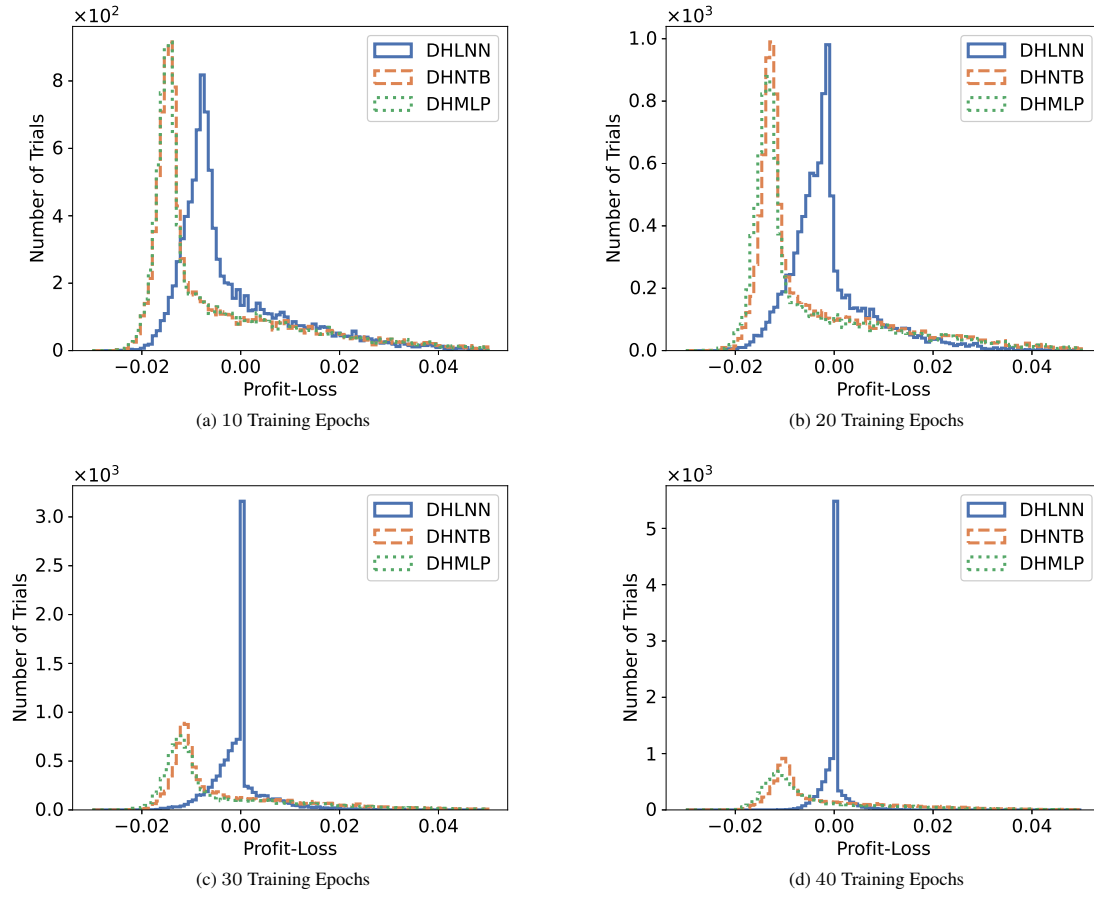 ×10²
Number of Trials
8
6
4
2
0
−0.02 0.00 0.02 0.04
Profit-Loss
DHLNN
DHNTB
DHMLP
(a) 10 Training Epochs
×10³
Number of Trials
1.0
0.8
0.6
0.4
0.2
0.0
−0.02 0.00 0.02 0.04
Profit-Loss
DHLNN
DHNTB
DHMLP
(b) 20 Training Epochs
×10³
Number of Trials
3.0
2.5
2.0
1.5
1.0
0.5
0.0
−0.02 0.00 0.02 0.04
Profit-Loss
DHLNN
DHNTB
DHMLP
(c) 30 Training Epochs
×10³
Number of Trials
5
4
3
2
1
0
−0.02 0.00 0.02 0.04
Profit-Loss
DHLNN
DHNTB
DHMLP
(d) 40 Training Epochs